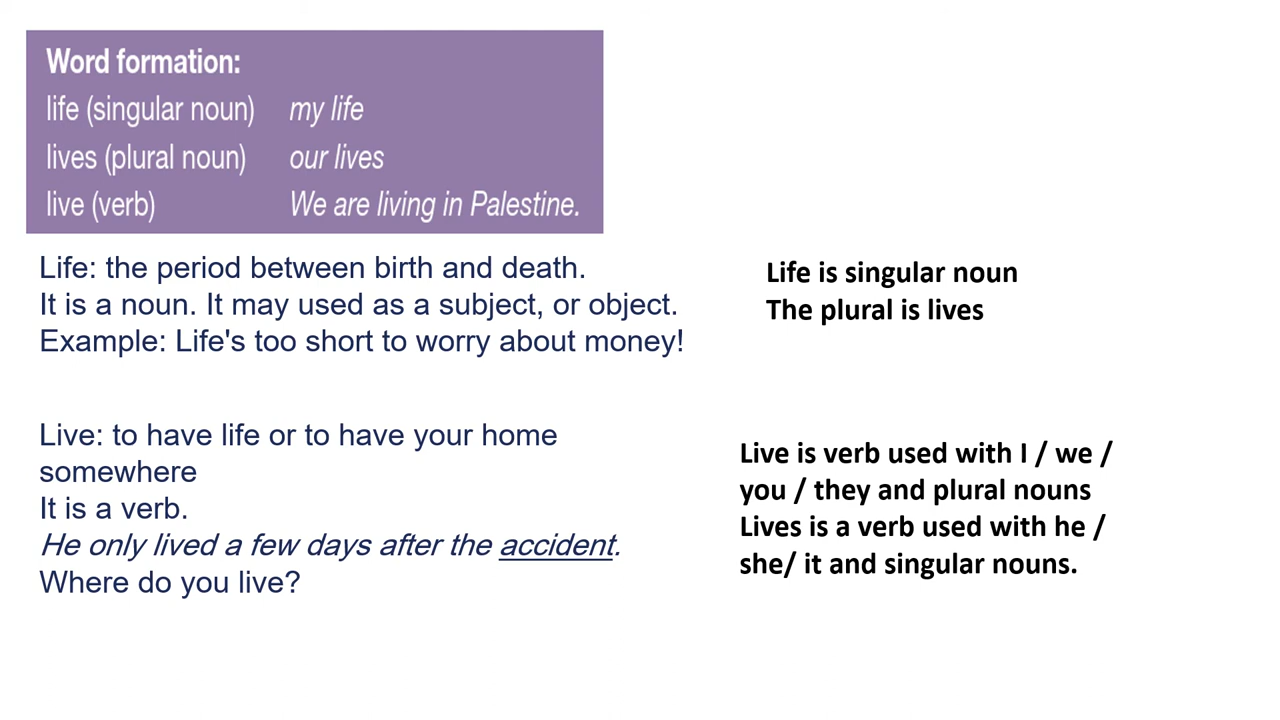 Word formation:
life (singular noun) my life
lives (plural noun) our lives
live (verb) We are living in Palestine.
Life: the period between birth and death.
It is a noun. It may used as a subject, or object.
Example: Life's too short to worry about money!
Life is singular noun
The plural is lives
Live: to have life or to have your home
somewhere
It is a verb.
He only lived a few days after the accident.
Where do you live?
Live is verb used with I / we /
you / they and plural nouns
Lives is a verb used with he /
she/ it and singular nouns.